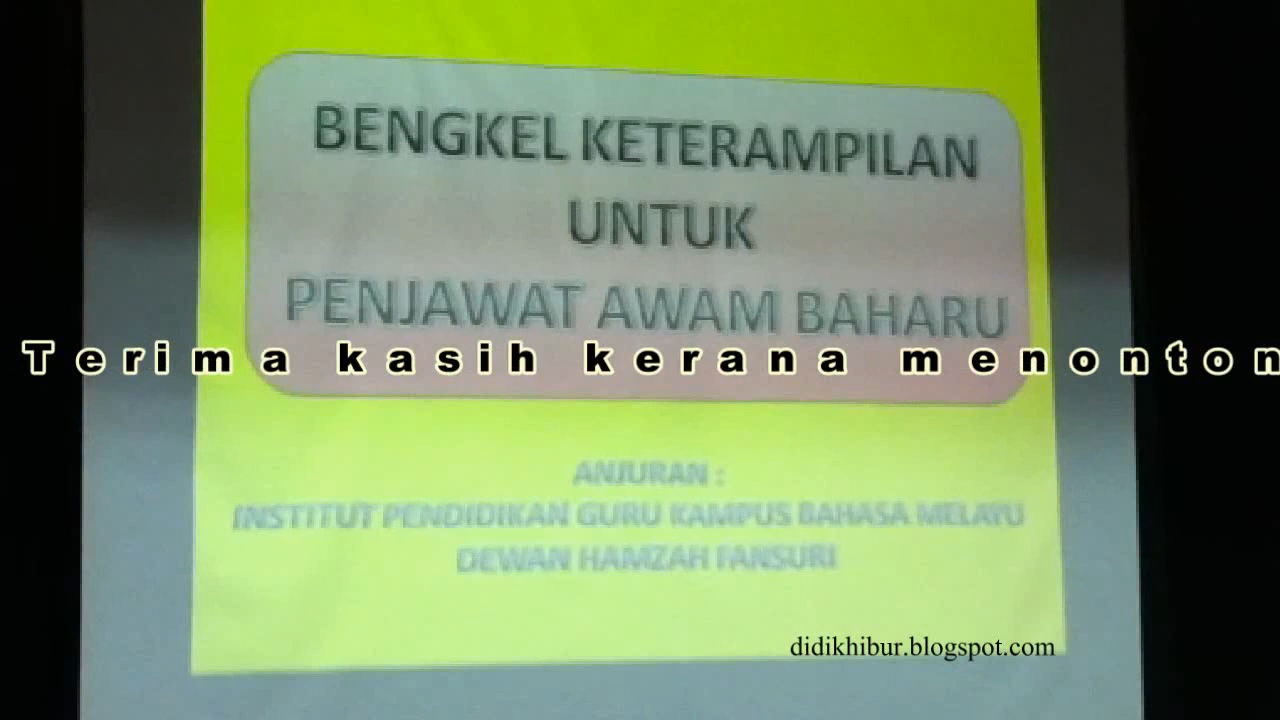 BENGKEL KETERAMPILAN
UNTUK
PENJAWAT AWAM BAHARU
Terima kasih kerana menonton
ANJURAN :
INSTITUT PENDIDIKAN GURU KAMPUS BAHASA MELAYU
DEWAN HAMZAH FANSURI
didikhibur.blogspot.com